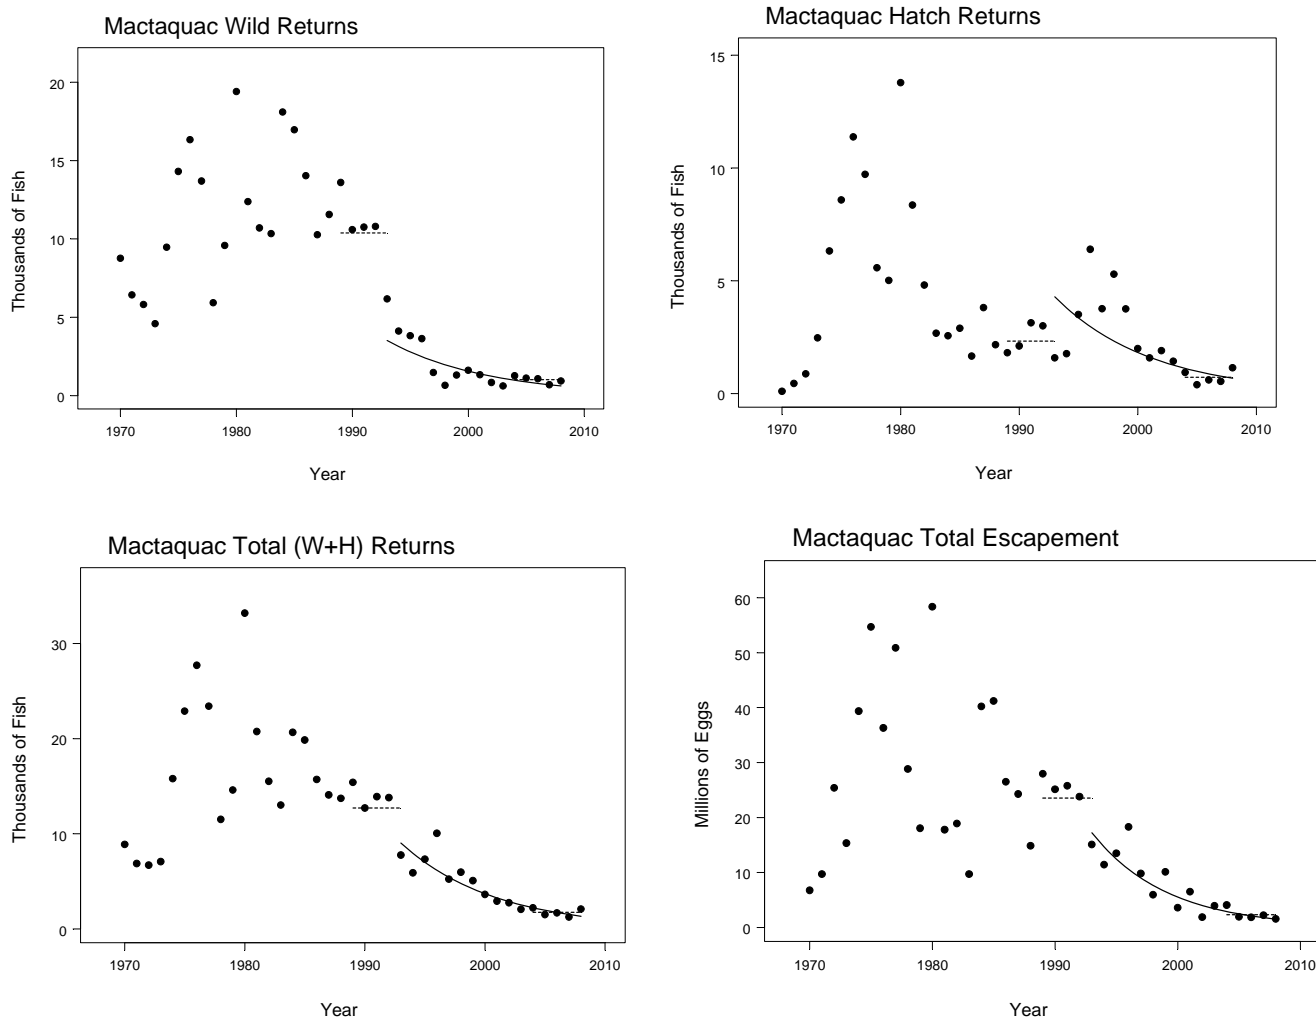 Mactaquac Wild Returns
Thousands of Fish
20
15
10
5
0
1970 1980 1990 2000 2010
Year
Mactaquac Hatch Returns
Thousands of Fish
15
10
5
0
1970 1980 1990 2000 2010
Year
Mactaquac Total (W+H) Returns
Thousands of Fish
30
20
10
0
1970 1980 1990 2000 2010
Year
Mactaquac Total Escapement
Millions of Eggs
60
50
40
30
20
10
0
1970 1980 1990 2000 2010
Year